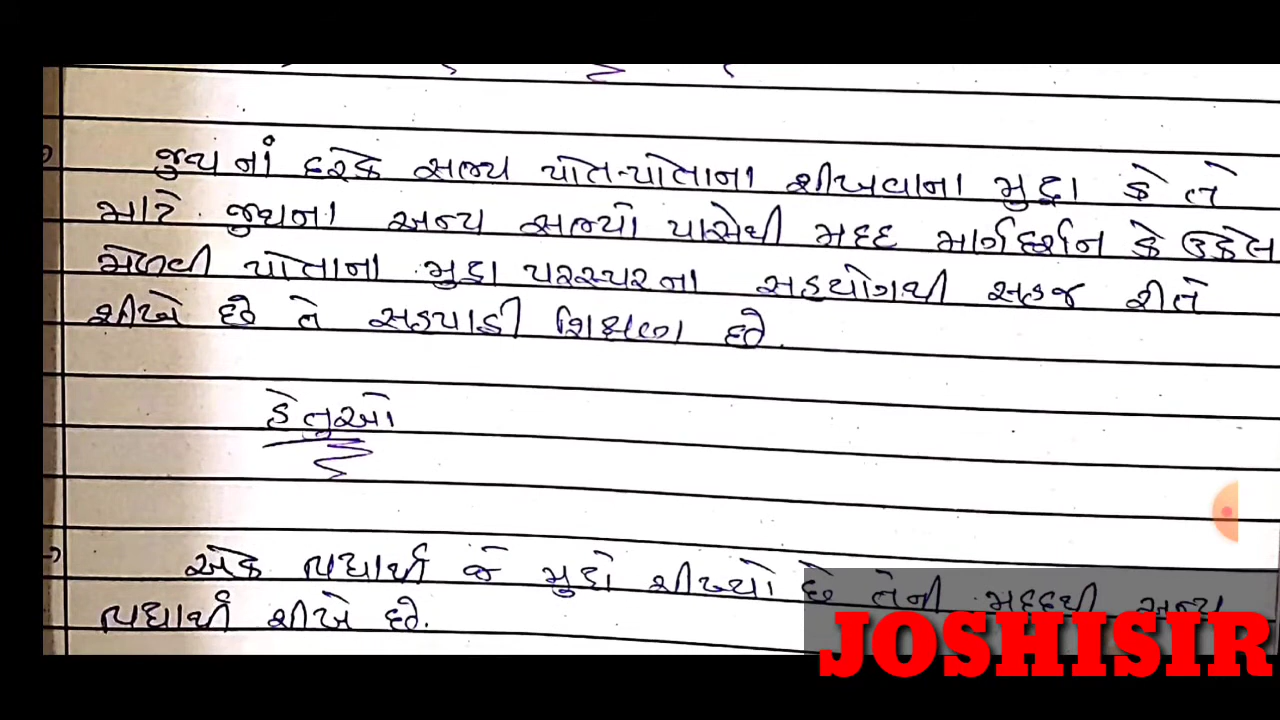 જુથનાં દરેક સભ્ય પોત-પોતાના શીખવાના મુદ્દા કે તે
માટે જુથના અન્ય સભ્યો પાસેથી મદદ માર્ગદર્શન કે ઉકેલ
મેળવી પોતાના મુદ્દા પરસ્પરના સહયોગથી સહજ રીતે
શીખે છે તે સહપાઠી શિક્ષણ છે.
હેતુઓ
એક વિદ્યાર્થી જે મુદ્દો શીખ્યો છે તેની મદદથી અન્ય
વિદ્યાર્થી શીખે છે.
JOSHISIR